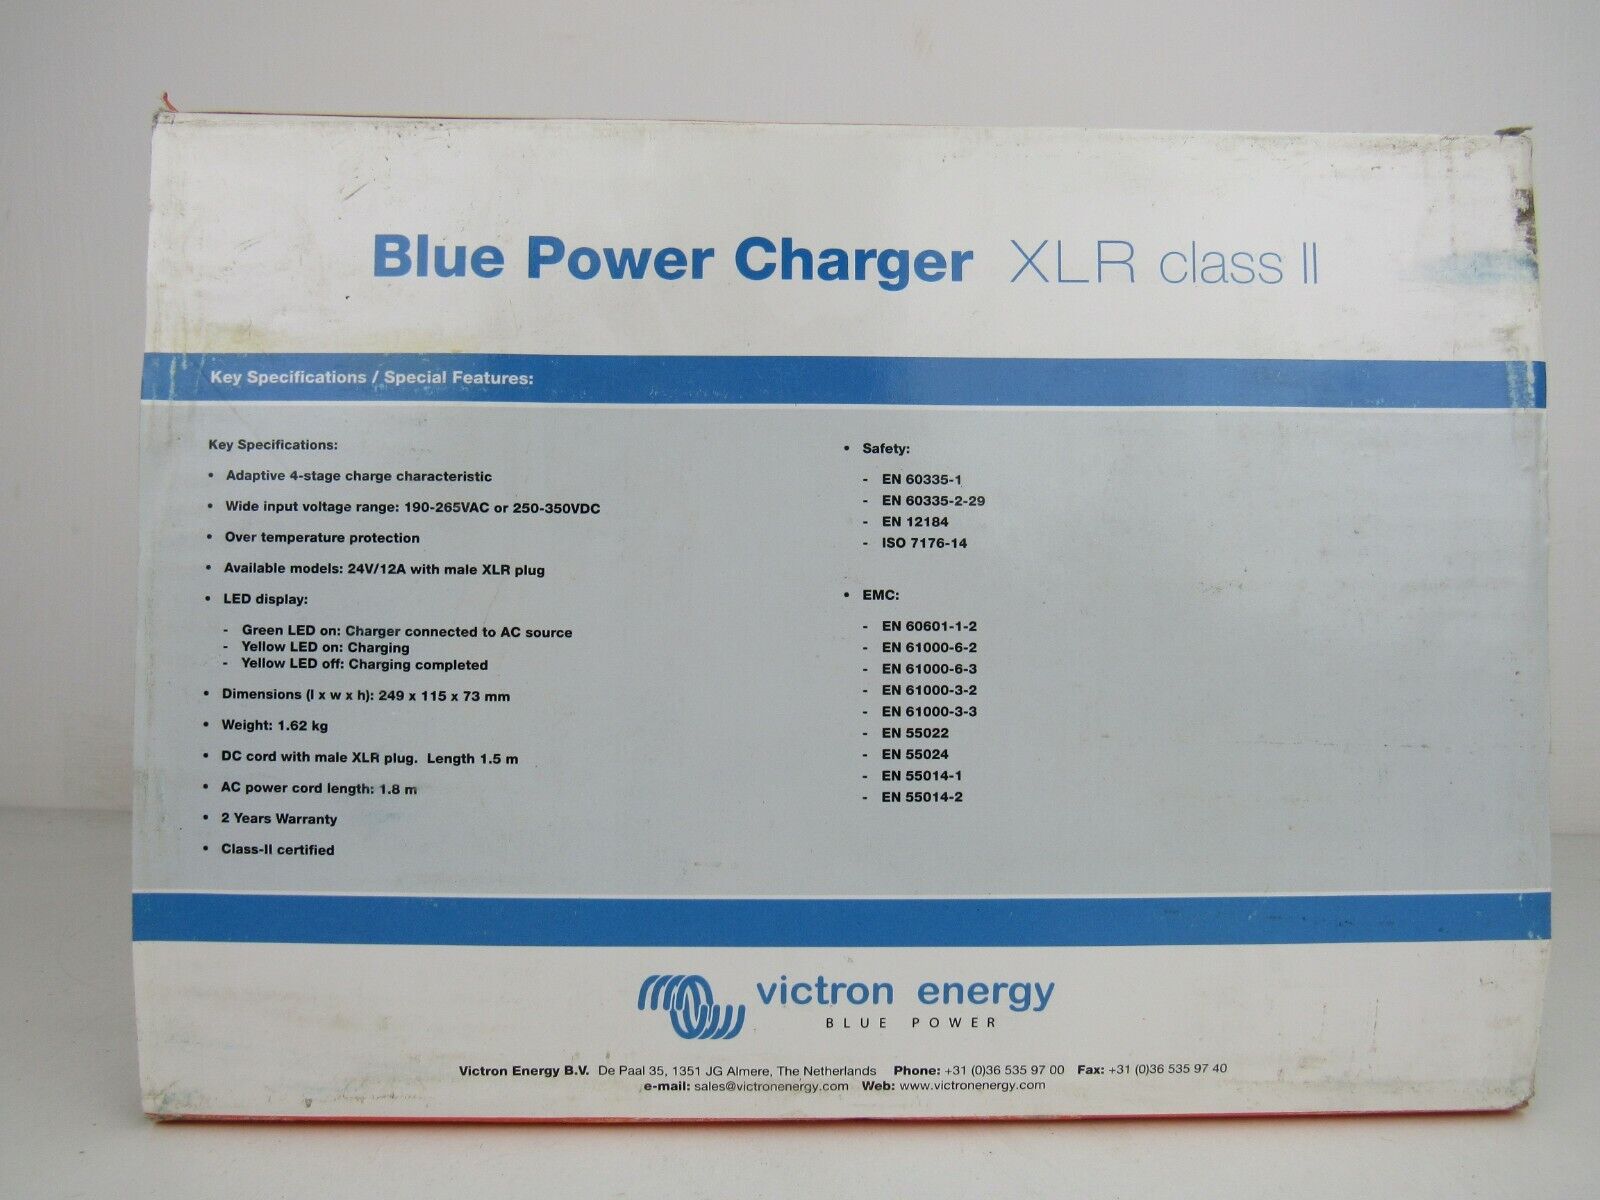 Blue Power Charger XLR class II
Key Specifications / Special Features:
Key Specifications:
• Adaptive 4-stage charge characteristic
• Wide input voltage range: 190-265VAC or 250-350VDC
• Over temperature protection
• Available models: 24V/12A with male XLR plug
• LED display:
- Green LED on: Charger connected to AC source
- Yellow LED on: Charging
- Yellow LED off: Charging completed
• Dimensions (l x w x h): 249 x 115 x 73 mm
• Weight: 1.62 kg
• DC cord with male XLR plug. Length 1.5 m
• AC power cord length: 1.8 m
• 2 Years Warranty
• Class-II certified
• Safety:
- EN 60335-1
- EN 60335-2-29
- EN 12184
- ISO 7176-14
• EMC:
- EN 60601-1-2
- EN 61000-6-2
- EN 61000-6-3
- EN 61000-3-2
- EN 61000-3-3
- EN 55022
- EN 55024
- EN 55014-1
- EN 55014-2
victron energy
BLUE POWER
Victron Energy B.V. De Paal 35, 1351 JG Almere, The Netherlands Phone: +31 (0)36 535 97 00 Fax: +31 (0)36 535 97 40
e-mail: sales@victronenergy.com Web: www.victronenergy.com